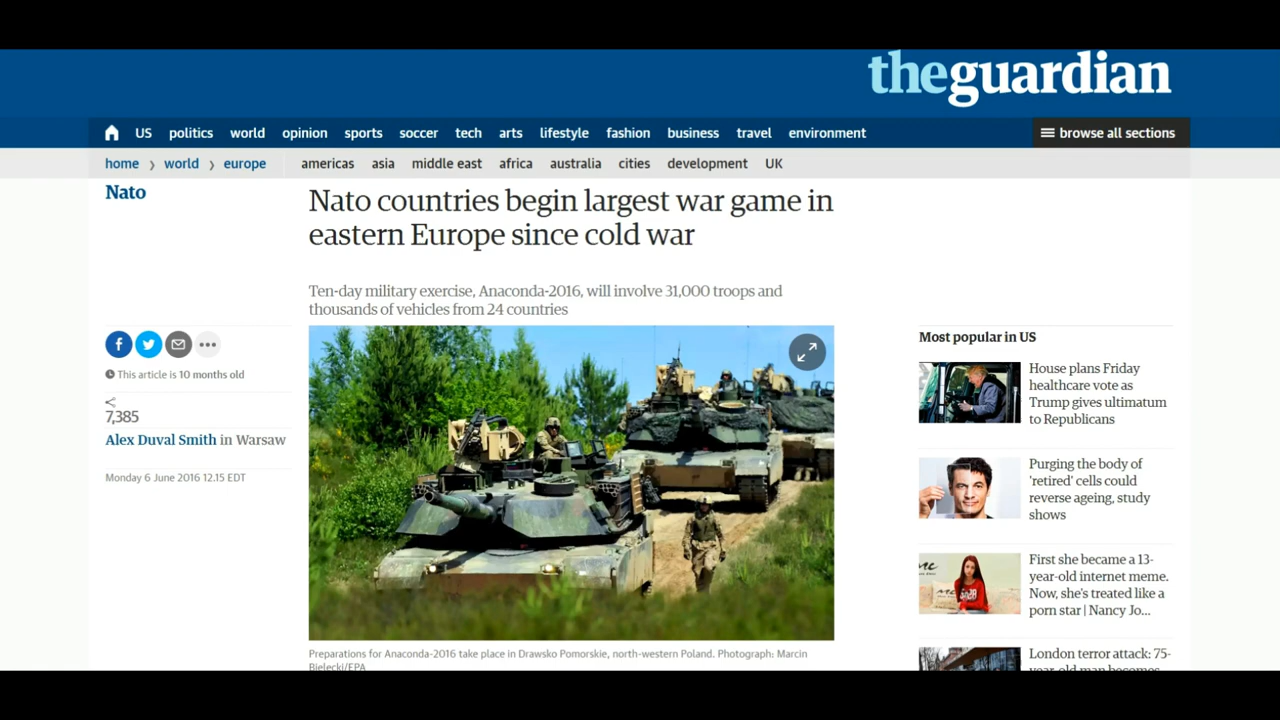 theguardian
US politics world opinion sports soccer tech arts lifestyle fashion business travel environment browse all sections
home world europe americas asia middle east africa australia cities development UK
Nato
Nato countries begin largest war game in
eastern Europe since cold war
Ten-day military exercise, Anaconda-2016, will involve 31,000 troops and
thousands of vehicles from 24 countries
This article is 10 months old
7,385
Alex Duval Smith in Warsaw
Monday 6 June 2016 12.15 EDT
Preparations for Anaconda-2016 take place in Drawsko Pomorskie, north-western Poland. Photograph: Marcin
Bielecki/EPA
Most popular in US
House plans Friday
healthcare vote as
Trump gives ultimatum
to Republicans
Purging the body of
'retired' cells could
reverse ageing, study
shows
First she became a 13-
year-old internet meme.
Now, she's treated like a
porn star | Nancy Jo...
London terror attack: 75-
year-old man becomes